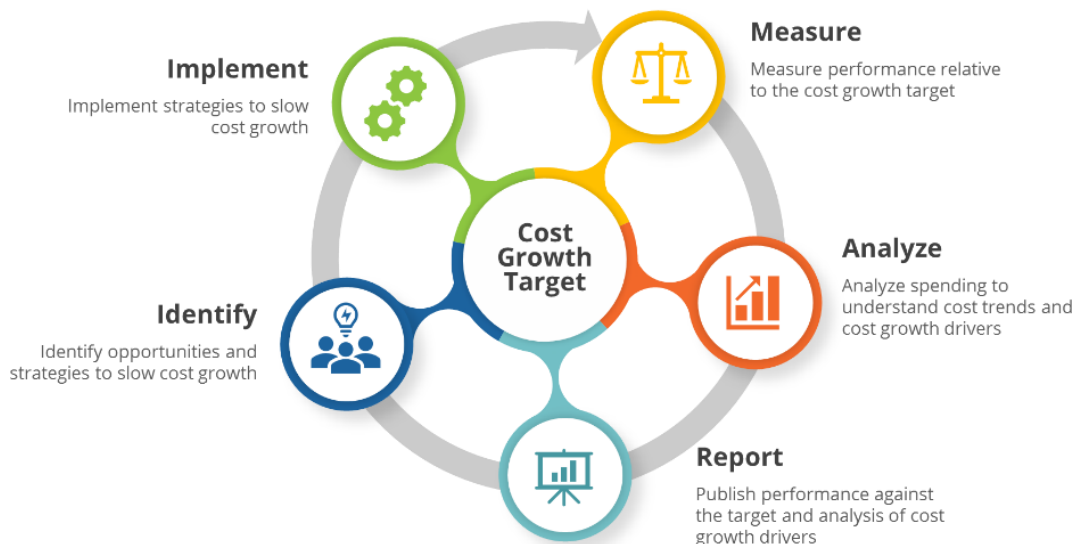 Measure
Measure performance relative
to the cost growth target
Analyze
Analyze spending to
understand cost trends and
cost growth drivers
Report
Publish performance against
the target and analysis of cost
growth drivers
Identify
Identify opportunities and
strategies to slow cost growth
Implement
Implement strategies to slow
cost growth
Cost
Growth
Target